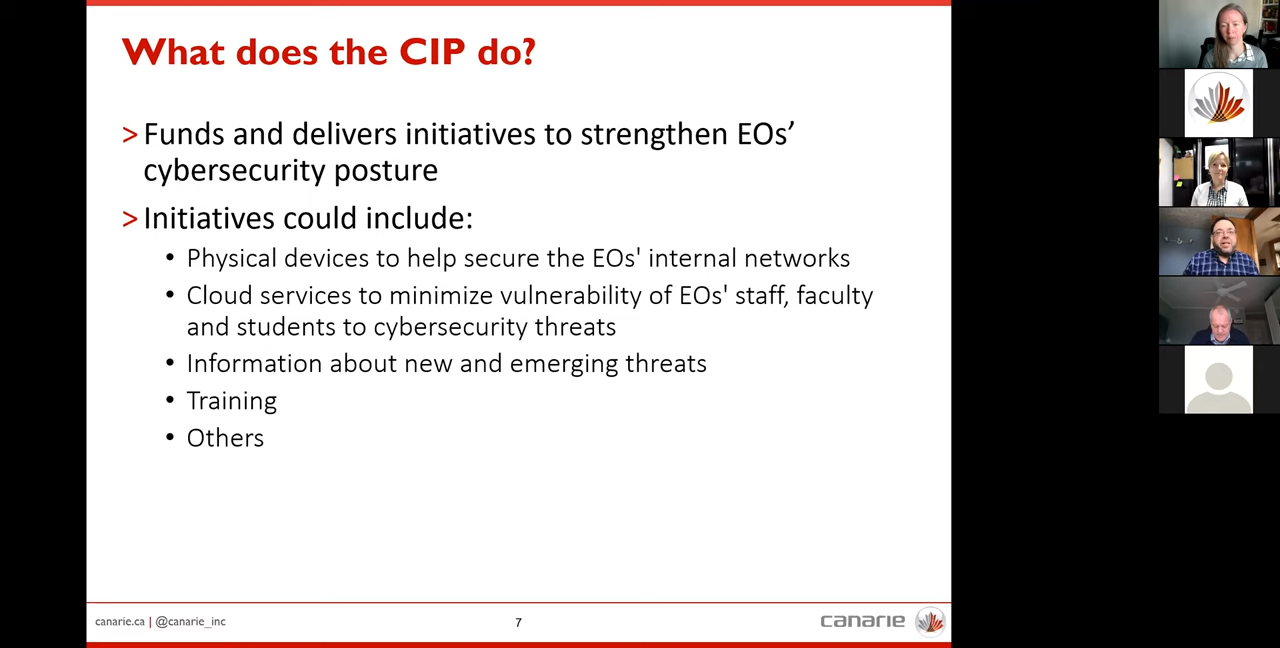 What does the CIP do?
> Funds and delivers initiatives to strengthen EOs’
cybersecurity posture
> Initiatives could include:
• Physical devices to help secure the EOs' internal networks
• Cloud services to minimize vulnerability of EOs' staff, faculty
and students to cybersecurity threats
• Information about new and emerging threats
• Training
• Others
canarie.ca | @canarie_inc
7
canarie